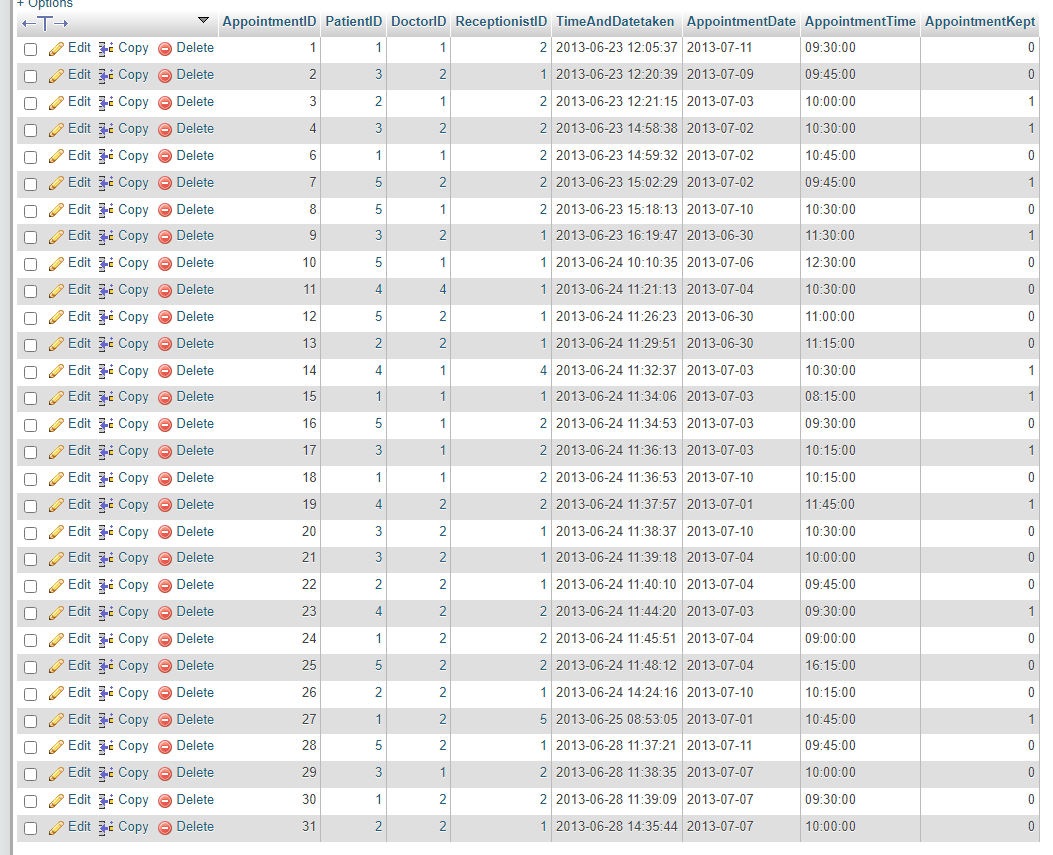 + Options
←T→ AppointmentID PatientID DoctorID ReceptionistID TimeAndDatetaken AppointmentDate AppointmentTime AppointmentKept
Edit Copy Delete 1 1 1 2 2013-06-23 12:05:37 2013-07-11 09:30:00 0
Edit Copy Delete 2 3 2 1 2013-06-23 12:20:39 2013-07-09 09:45:00 0
Edit Copy Delete 3 2 1 2 2013-06-23 12:21:15 2013-07-03 10:00:00 1
Edit Copy Delete 4 3 2 2 2013-06-23 14:58:38 2013-07-02 10:30:00 1
Edit Copy Delete 6 1 1 2 2013-06-23 14:59:32 2013-07-02 10:45:00 0
Edit Copy Delete 7 5 2 2 2013-06-23 15:02:29 2013-07-02 09:45:00 1
Edit Copy Delete 8 5 1 2 2013-06-23 15:18:13 2013-07-10 10:30:00 0
Edit Copy Delete 9 3 2 1 2013-06-23 16:19:47 2013-06-30 11:30:00 1
Edit Copy Delete 10 5 1 1 2013-06-24 10:10:35 2013-07-06 12:30:00 0
Edit Copy Delete 11 4 4 1 2013-06-24 11:21:13 2013-07-04 10:30:00 0
Edit Copy Delete 12 5 2 1 2013-06-24 11:26:23 2013-06-30 11:00:00 0
Edit Copy Delete 13 2 2 1 2013-06-24 11:29:51 2013-06-30 11:15:00 0
Edit Copy Delete 14 4 1 4 2013-06-24 11:32:37 2013-07-03 10:30:00 1
Edit Copy Delete 15 1 1 1 2013-06-24 11:34:06 2013-07-03 08:15:00 1
Edit Copy Delete 16 5 1 2 2013-06-24 11:34:53 2013-07-03 09:30:00 0
Edit Copy Delete 17 3 1 2 2013-06-24 11:36:13 2013-07-03 10:15:00 1
Edit Copy Delete 18 1 1 2 2013-06-24 11:36:53 2013-07-10 10:15:00 0
Edit Copy Delete 19 4 2 2 2013-06-24 11:37:57 2013-07-01 11:45:00 1
Edit Copy Delete 20 3 2 1 2013-06-24 11:38:37 2013-07-10 10:30:00 0
Edit Copy Delete 21 3 2 1 2013-06-24 11:39:18 2013-07-04 10:00:00 0
Edit Copy Delete 22 2 2 1 2013-06-24 11:40:10 2013-07-04 09:45:00 0
Edit Copy Delete 23 4 2 2 2013-06-24 11:44:20 2013-07-03 09:30:00 1
Edit Copy Delete 24 1 2 2 2013-06-24 11:45:51 2013-07-04 09:00:00 0
Edit Copy Delete 25 5 2 2 2013-06-24 11:48:12 2013-07-04 16:15:00 0
Edit Copy Delete 26 2 2 1 2013-06-24 14:24:16 2013-07-10 10:15:00 0
Edit Copy Delete 27 1 2 5 2013-06-25 08:53:05 2013-07-01 10:45:00 1
Edit Copy Delete 28 5 2 1 2013-06-28 11:37:21 2013-07-11 09:45:00 0
Edit Copy Delete 29 3 1 2 2013-06-28 11:38:35 2013-07-07 10:00:00 0
Edit Copy Delete 30 1 2 2 2013-06-28 11:39:09 2013-07-07 09:30:00 0
Edit Copy Delete 31 2 2 1 2013-06-28 14:35:44 2013-07-07 10:00:00 0